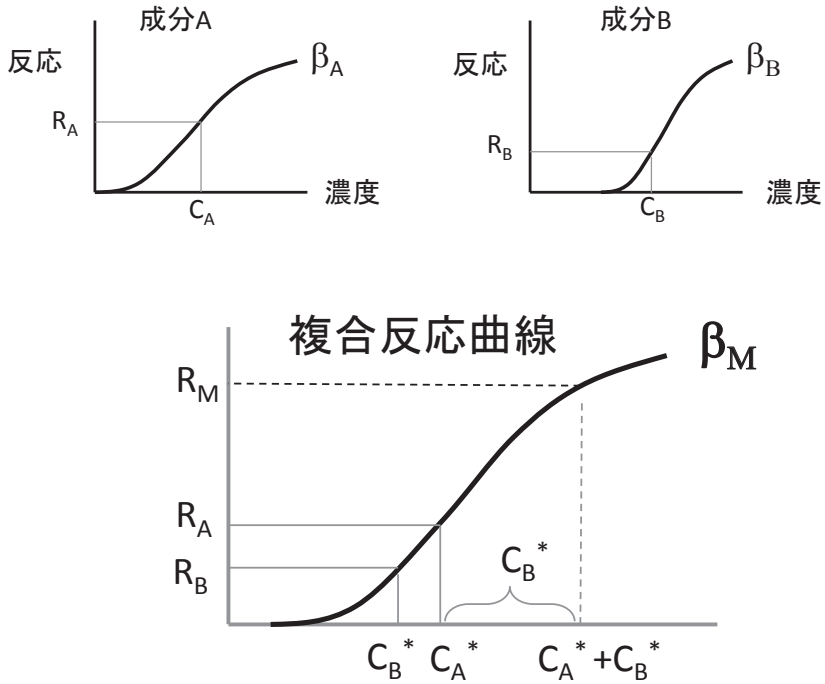 成分A
反応
β_A
R_A
濃度
C_A
成分B
反応
β_B
R_B
濃度
C_B
複合反応曲線
β_M
R_M
R_A
R_B
C_B*
C_B* C_A* C_A*+C_B*